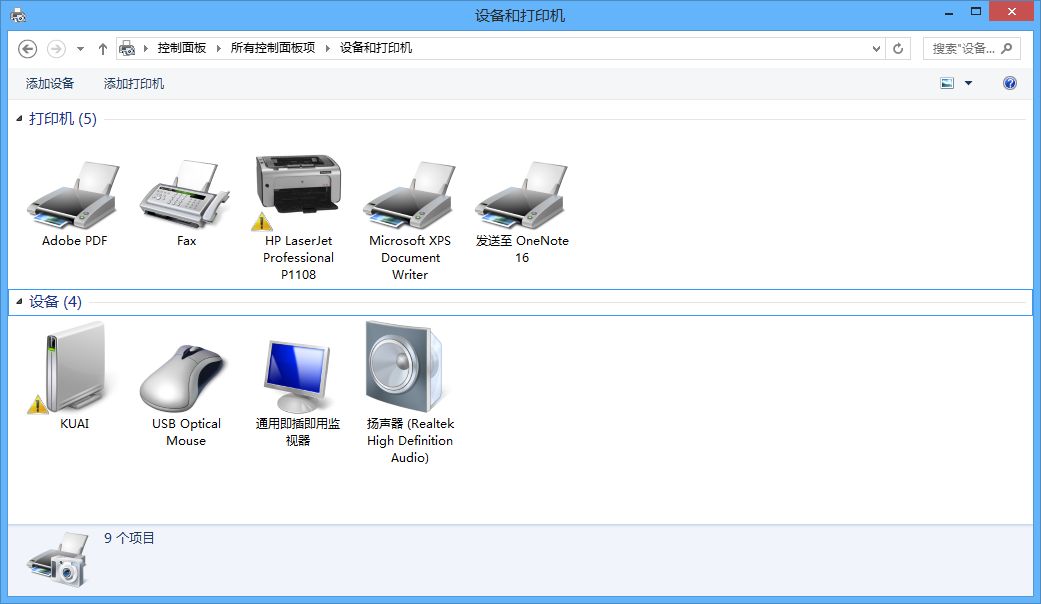 设备和打印机
控制面板 所有控制面板项 设备和打印机
搜索"设备...
添加设备 添加打印机
打印机 (5)
Adobe PDF
Fax
HP LaserJet
Professional
P1108
Microsoft XPS
Document
Writer
发送至 OneNote
16
设备 (4)
KUAI
USB Optical
Mouse
通用即插即用监
视器
扬声器 (Realtek
High Definition
Audio)
9 个项目